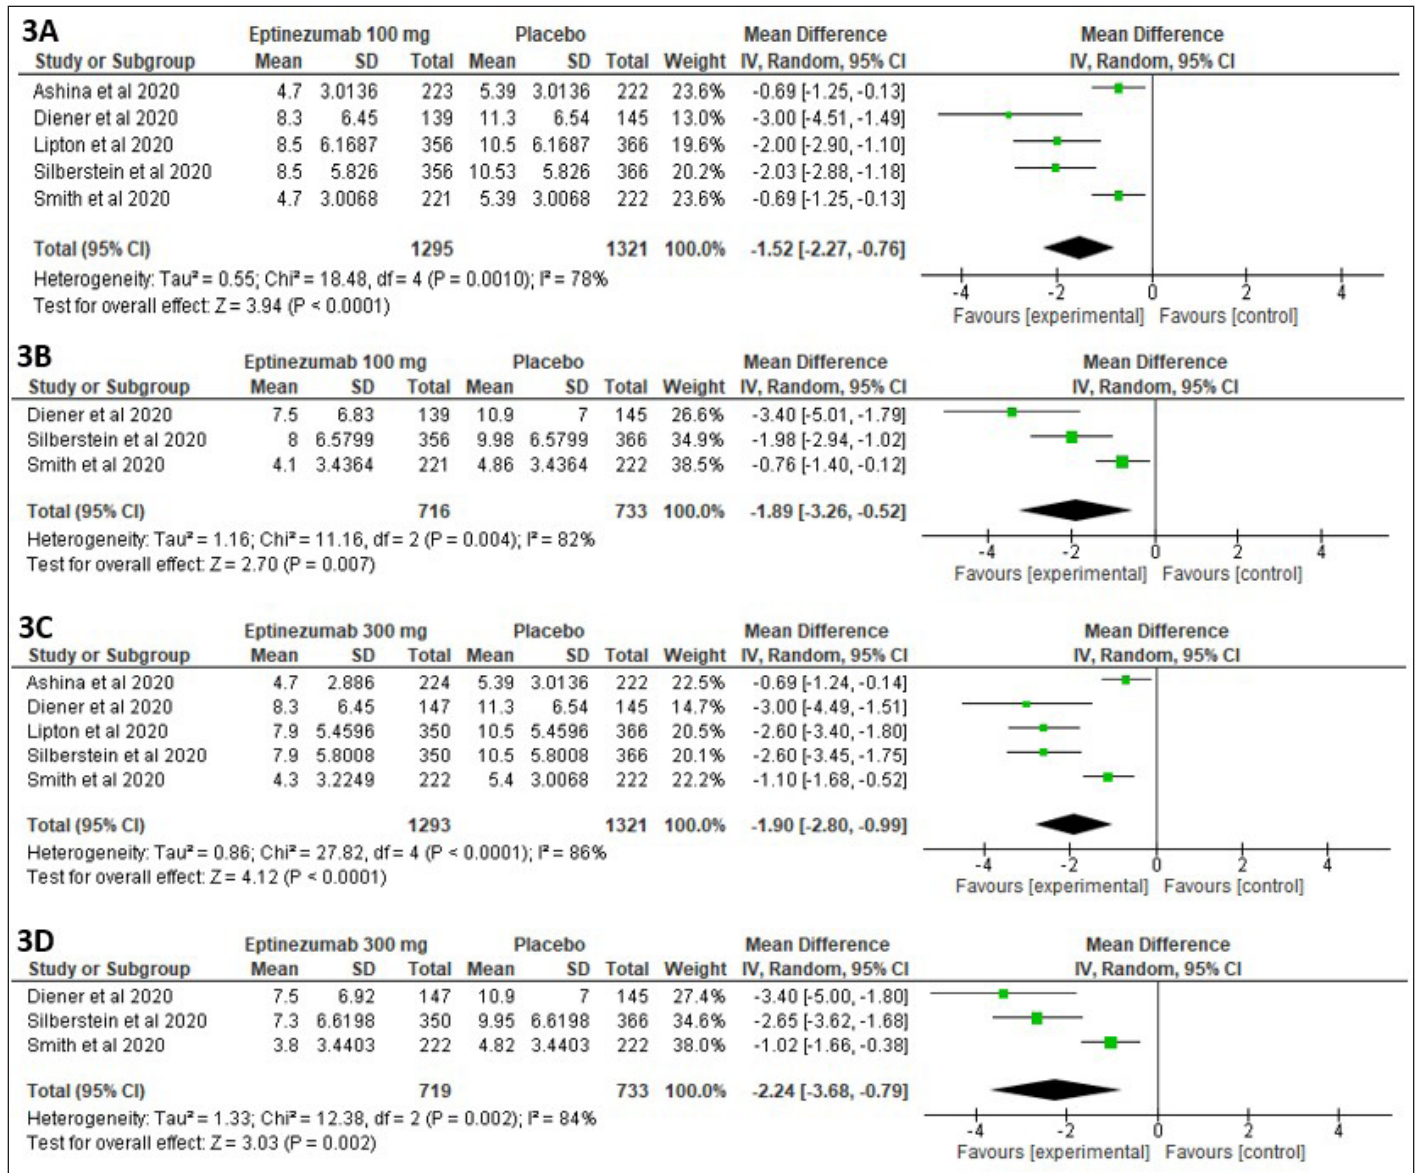 3A Eptinezumab 100 mg Placebo Mean Difference Mean Difference
Study or Subgroup Mean SD Total Mean SD Total Weight IV, Random, 95% CI IV, Random, 95% CI
Ashina et al 2020 4.7 3.0136 223 5.39 3.0136 222 23.6% -0.69 [-1.25, -0.13]
Diener et al 2020 8.3 6.45 139 11.3 6.54 145 13.0% -3.00 [-4.51, -1.49]
Lipton et al 2020 8.5 6.1687 356 10.5 6.1687 366 19.6% -2.00 [-2.90, -1.10]
Silberstein et al 2020 8.5 5.826 356 10.53 5.826 366 20.2% -2.03 [-2.88, -1.18]
Smith et al 2020 4.7 3.0068 221 5.39 3.0068 222 23.6% -0.69 [-1.25, -0.13]
Total (95% CI) 1295 1321 100.0% -1.52 [-2.27, -0.76]
Heterogeneity: Tau² = 0.55; Chi² = 18.48, df = 4 (P = 0.0010); I² = 78%
Test for overall effect: Z = 3.94 (P < 0.0001)
-4 -2 0 2 4
Favours [experimental] Favours [control]
3B Eptinezumab 100 mg Placebo Mean Difference Mean Difference
Study or Subgroup Mean SD Total Mean SD Total Weight IV, Random, 95% CI IV, Random, 95% CI
Diener et al 2020 7.5 6.83 139 10.9 7 145 26.6% -3.40 [-5.01, -1.79]
Silberstein et al 2020 8 6.5799 356 9.98 6.5799 366 34.9% -1.98 [-2.94, -1.02]
Smith et al 2020 4.1 3.4364 221 4.86 3.4364 222 38.5% -0.76 [-1.40, -0.12]
Total (95% CI) 716 733 100.0% -1.89 [-3.26, -0.52]
Heterogeneity: Tau² = 1.16; Chi² = 11.16, df = 2 (P = 0.004); I² = 82%
Test for overall effect: Z = 2.70 (P = 0.007)
-4 -2 0 2 4
Favours [experimental] Favours [control]
3C Eptinezumab 300 mg Placebo Mean Difference Mean Difference
Study or Subgroup Mean SD Total Mean SD Total Weight IV, Random, 95% CI IV, Random, 95% CI
Ashina et al 2020 4.7 2.886 224 5.39 3.0136 222 22.5% -0.69 [-1.24, -0.14]
Diener et al 2020 8.3 6.45 147 11.3 6.54 145 14.7% -3.00 [-4.49, -1.51]
Lipton et al 2020 7.9 5.4596 350 10.5 5.4596 366 20.5% -2.60 [-3.40, -1.80]
Silberstein et al 2020 7.9 5.8008 350 10.5 5.8008 366 20.1% -2.60 [-3.45, -1.75]
Smith et al 2020 4.3 3.2249 222 5.4 3.0068 222 22.2% -1.10 [-1.68, -0.52]
Total (95% CI) 1293 1321 100.0% -1.90 [-2.80, -0.99]
Heterogeneity: Tau² = 0.86; Chi² = 27.82, df = 4 (P < 0.0001); I² = 86%
Test for overall effect: Z = 4.12 (P < 0.0001)
-4 -2 0 2 4
Favours [experimental] Favours [control]
3D Eptinezumab 300 mg Placebo Mean Difference Mean Difference
Study or Subgroup Mean SD Total Mean SD Total Weight IV, Random, 95% CI IV, Random, 95% CI
Diener et al 2020 7.5 6.92 147 10.9 7 145 27.4% -3.40 [-5.00, -1.80]
Silberstein et al 2020 7.3 6.6198 350 9.95 6.6198 366 34.6% -2.65 [-3.62, -1.68]
Smith et al 2020 3.8 3.4403 222 4.82 3.4403 222 38.0% -1.02 [-1.66, -0.38]
Total (95% CI) 719 733 100.0% -2.24 [-3.68, -0.79]
Heterogeneity: Tau² = 1.33; Chi² = 12.38, df = 2 (P = 0.002); I² = 84%
Test for overall effect: Z = 3.03 (P = 0.002)
-4 -2 0 2 4
Favours [experimental] Favours [control]